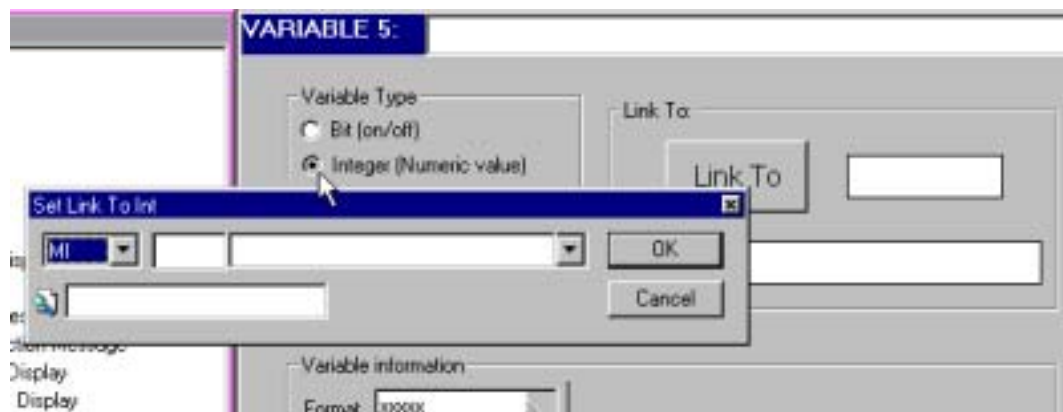 VARIABLE 5:
Variable Type
Bit (on/off)
Integer (Numeric value)
Link To:
Link To
Set Link To:Int
MI
OK
Cancel
Display
Display
Variable information
Format
xxxxx